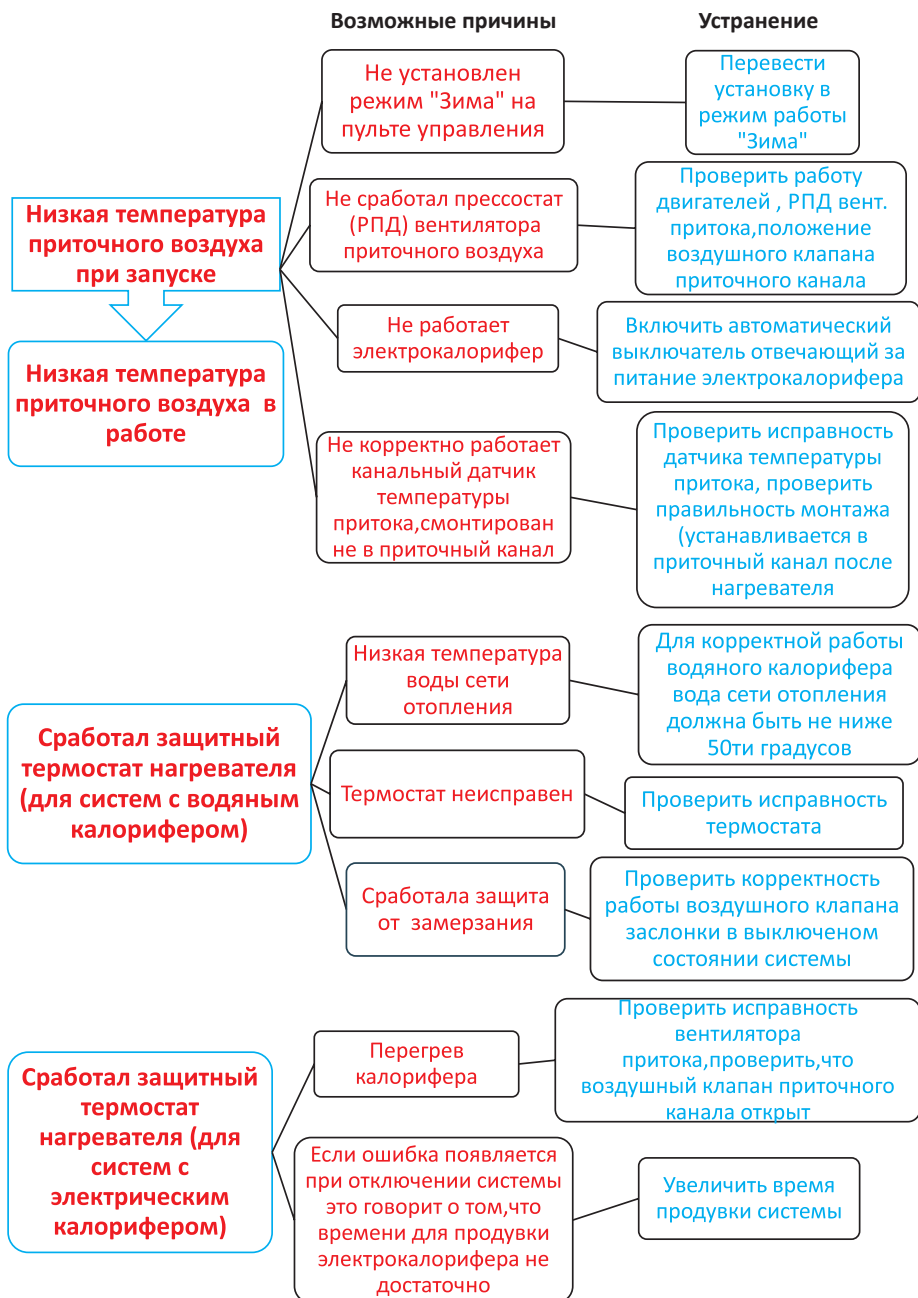 Возможные причины
Устранение
Низкая температура
приточного воздуха
при запуске
Низкая температура
приточного воздуха  в
работе
Не установлен
режим "Зима" на
пульте управления
Перевести
установку в
режим работы
"Зима"
Не сработал прессостат
(РПД) вентилятора
приточного воздуха
Проверить работу
двигателей , РПД вент.
притока,положение
воздушного клапана
приточного канала
Не работает
электрокалорифер
Включить автоматический
выключатель отвечающий за
питание электрокалорифера
Не корректно работает
канальный датчик
температуры
притока,смонтирован
не в приточный канал
Проверить исправность
датчика температуры
притока, проверить
правильность монтажа
(устанавливается в
приточный канал после
нагревателя
Сработал защитный
термостат нагревателя
(для систем с водяным
калорифером)
Низкая температура
воды сети
отопления
Для корректной работы
водяного калорифера
вода сети отопления
должна быть не ниже
50ти градусов
Термостат неисправен
Проверить исправность
термостата
Сработала защита
от  замерзания
Проверить корректность
работы воздушного клапана
заслонки в выключеном
состоянии системы
Сработал защитный
термостат
нагревателя (для
систем с
электрическим
калорифером)
Перегрев
калорифера
Проверить исправность
вентилятора
притока,проверить,что
воздушный клапан приточного
канала открыт
Если ошибка появляется
при отключении системы
это говорит о том,что
времени для продувки
электрокалорифера не
достаточно
Увеличить время
продувки системы